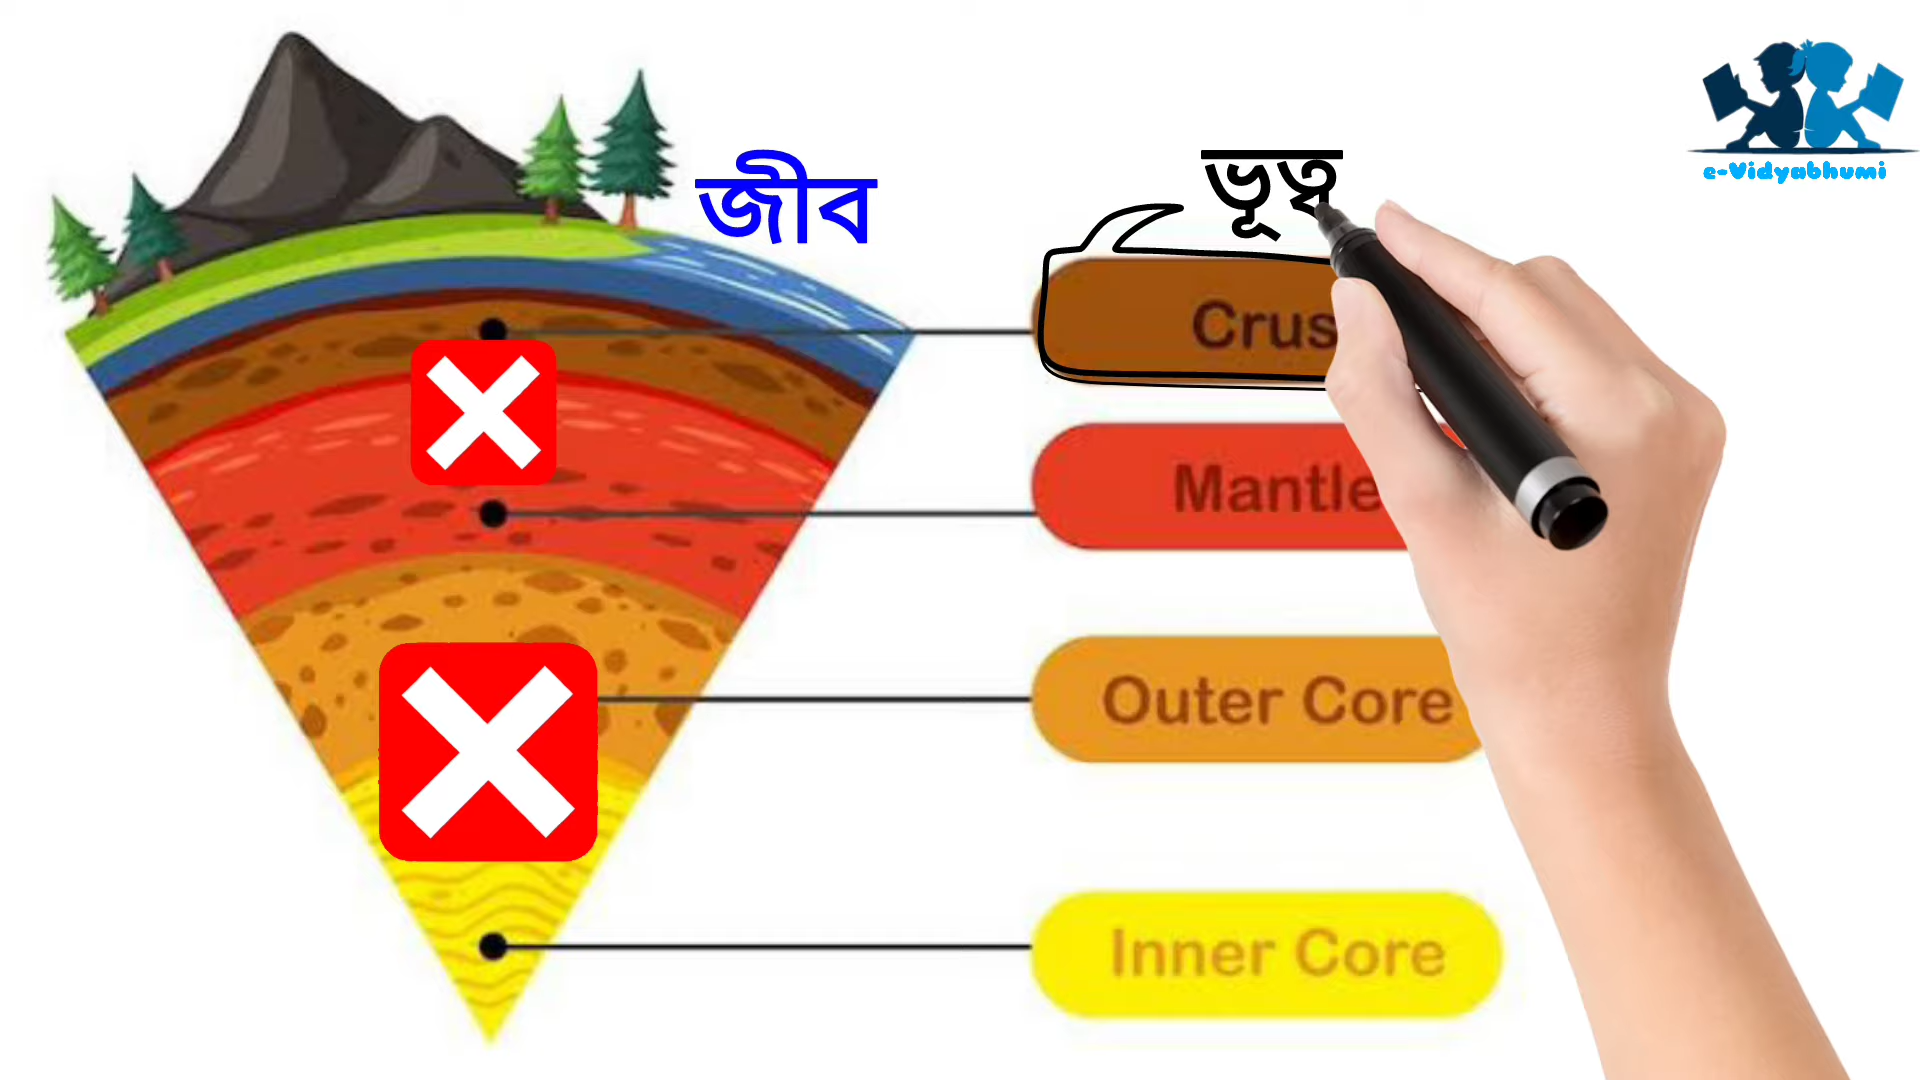 e-Vidyabhumi
জীব
ভূত্ব
Crus
Mantle
Outer Core
Inner Core